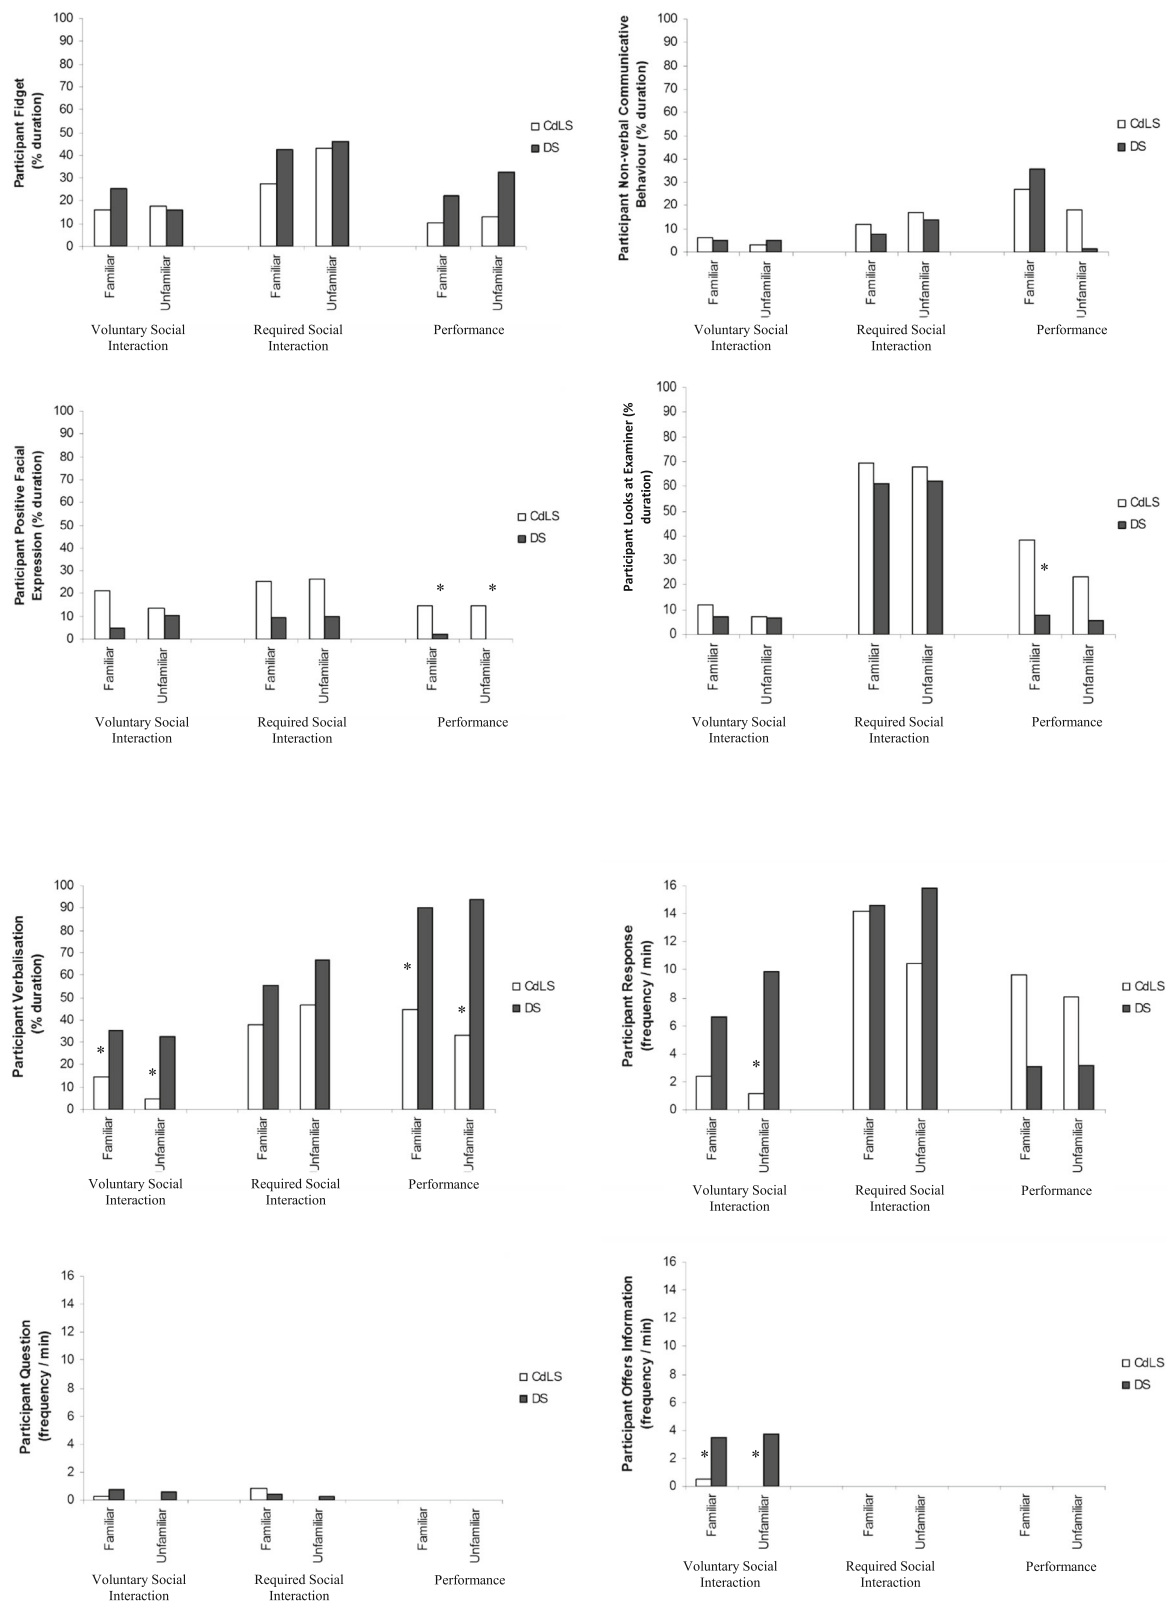 Participant Fidget
(% duration)
100
90
80
70
60
50
40
30
20
10
0
CdLS
DS
Familiar
Unfamiliar
Familiar
Unfamiliar
Familiar
Unfamiliar
Voluntary Social
Interaction
Required Social
Interaction
Performance
Participant Non-verbal Communicative
Behaviour (% duration)
100
90
80
70
60
50
40
30
20
10
0
CdLS
DS
Familiar
Unfamiliar
Familiar
Unfamiliar
Familiar
Unfamiliar
Voluntary Social
Interaction
Required Social
Interaction
Performance
Participant Positive Facial
Expression (% duration)
100
90
80
70
60
50
40
30
20
10
0
* *
CdLS
DS
Familiar
Unfamiliar
Familiar
Unfamiliar
Familiar
Unfamiliar
Voluntary Social
Interaction
Required Social
Interaction
Performance
Participant Looks at Examiner (%
duration)
100
90
80
70
60
50
40
30
20
10
0
*
CdLS
DS
Familiar
Unfamiliar
Familiar
Unfamiliar
Familiar
Unfamiliar
Voluntary Social
Interaction
Required Social
Interaction
Performance
Participant Verbalisation
(% duration)
100
90
80
70
60
50
40
30
20
10
0
* * * *
CdLS
DS
Familiar
Unfamiliar
Familiar
Unfamiliar
Familiar
Unfamiliar
Voluntary Social
Interaction
Required Social
Interaction
Performance
Participant Response
(frequency / min)
16
14
12
10
8
6
4
2
0
*
CdLS
DS
Familiar
Unfamiliar
Familiar
Unfamiliar
Familiar
Unfamiliar
Voluntary Social
Interaction
Required Social
Interaction
Performance
Participant Question
(frequency / min)
16
14
12
10
8
6
4
2
0
CdLS
DS
Familiar
Unfamiliar
Familiar
Unfamiliar
Familiar
Unfamiliar
Voluntary Social
Interaction
Required Social
Interaction
Performance
Participant Offers Information
(frequency / min)
16
14
12
10
8
6
4
2
0
* *
CdLS
DS
Familiar
Unfamiliar
Familiar
Unfamiliar
Familiar
Unfamiliar
Voluntary Social
Interaction
Required Social
Interaction
Performance